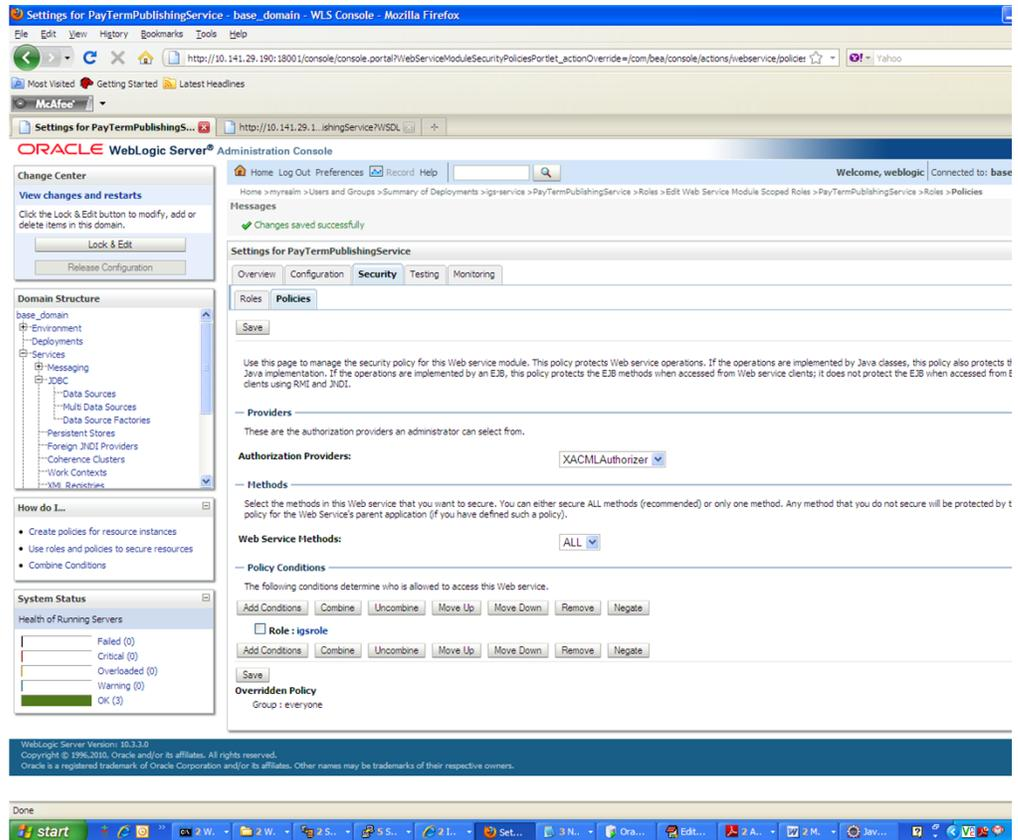 Settings for PayTermPublishingService - base_domain - WLS Console - Mozilla Firefox
File Edit View History Bookmarks Tools Help
http://10.141.29.190:18001/console/console.portal?WebServiceModuleSecurityPoliciesPortlet_actionOverride=/com/bea/console/actions/webservice/policies
Yahoo
Most Visited Getting Started Latest Headlines
McAfee
Settings for PayTermPublishingS... http://10.141.29.1...ishingService?WSDL
ORACLE WebLogic Server® Administration Console
Change Center
View changes and restarts
Click the Lock & Edit button to modify, add or
delete items in this domain.
Lock & Edit
Release Configuration
Domain Structure
base_domain
Environment
Deployments
Services
Messaging
JDBC
Data Sources
Multi Data Sources
Data Source Factories
Persistent Stores
Foreign JNDI Providers
Coherence Clusters
Work Contexts
XML Registries
How do I...
Create policies for resource instances
Use roles and policies to secure resources
Combine Conditions
System Status
Health of Running Servers
Failed (0)
Critical (0)
Overloaded (0)
Warning (0)
OK (3)
Home Log Out Preferences Record Help
Welcome, weblogic Connected to: base
Home >myrealm >Users and Groups >Summary of Deployments >igs-service >PayTermPublishingService >Roles >Edit Web Service Module Scoped Roles >PayTermPublishingService >Roles >Policies
Messages
Changes saved successfully
Settings for PayTermPublishingService
Overview Configuration Security Testing Monitoring
Roles Policies
Save
Use this page to manage the security policy for this Web service module. This policy protects Web service operations. If the operations are implemented by Java classes, this policy also protects th
Java implementation. If the operations are implemented by an EJB, this policy protects the EJB methods when accessed from Web service clients; it does not protect the EJB when accessed from E
clients using RMI and JNDI.
Providers
These are the authorization providers an administrator can select from.
Authorization Providers: XACMLAuthorizer
Methods
Select the methods in this Web service that you want to secure. You can either secure ALL methods (recommended) or only one method. Any method that you do not secure will be protected by t
policy for the Web Service's parent application (if you have defined such a policy).
Web Service Methods: ALL
Policy Conditions
The following conditions determine who is allowed to access this Web service.
Add Conditions Combine Uncombine Move Up Move Down Remove Negate
Role : igsrole
Add Conditions Combine Uncombine Move Up Move Down Remove Negate
Save
Overridden Policy
Group : everyone
WebLogic Server Version: 10.3.3.0
Copyright © 1996,2010, Oracle and/or its affiliates. All rights reserved.
Oracle is a registered trademark of Oracle Corporation and/or its affiliates. Other names may be trademarks of their respective owners.
Done
start 2 W. 2 W. 2 S.. 5 S.. 2 I.. Set... 3 N.. Ora... Edit... 2 A.. 2 M. Jav...